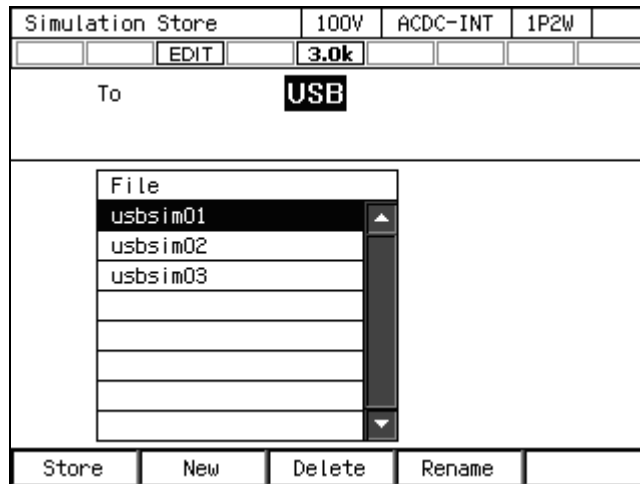 Simulation Store 100V ACDC-INT 1P2W
EDIT 3.0k
To USB
File
usbsim01
usbsim02
usbsim03
Store New Delete Rename